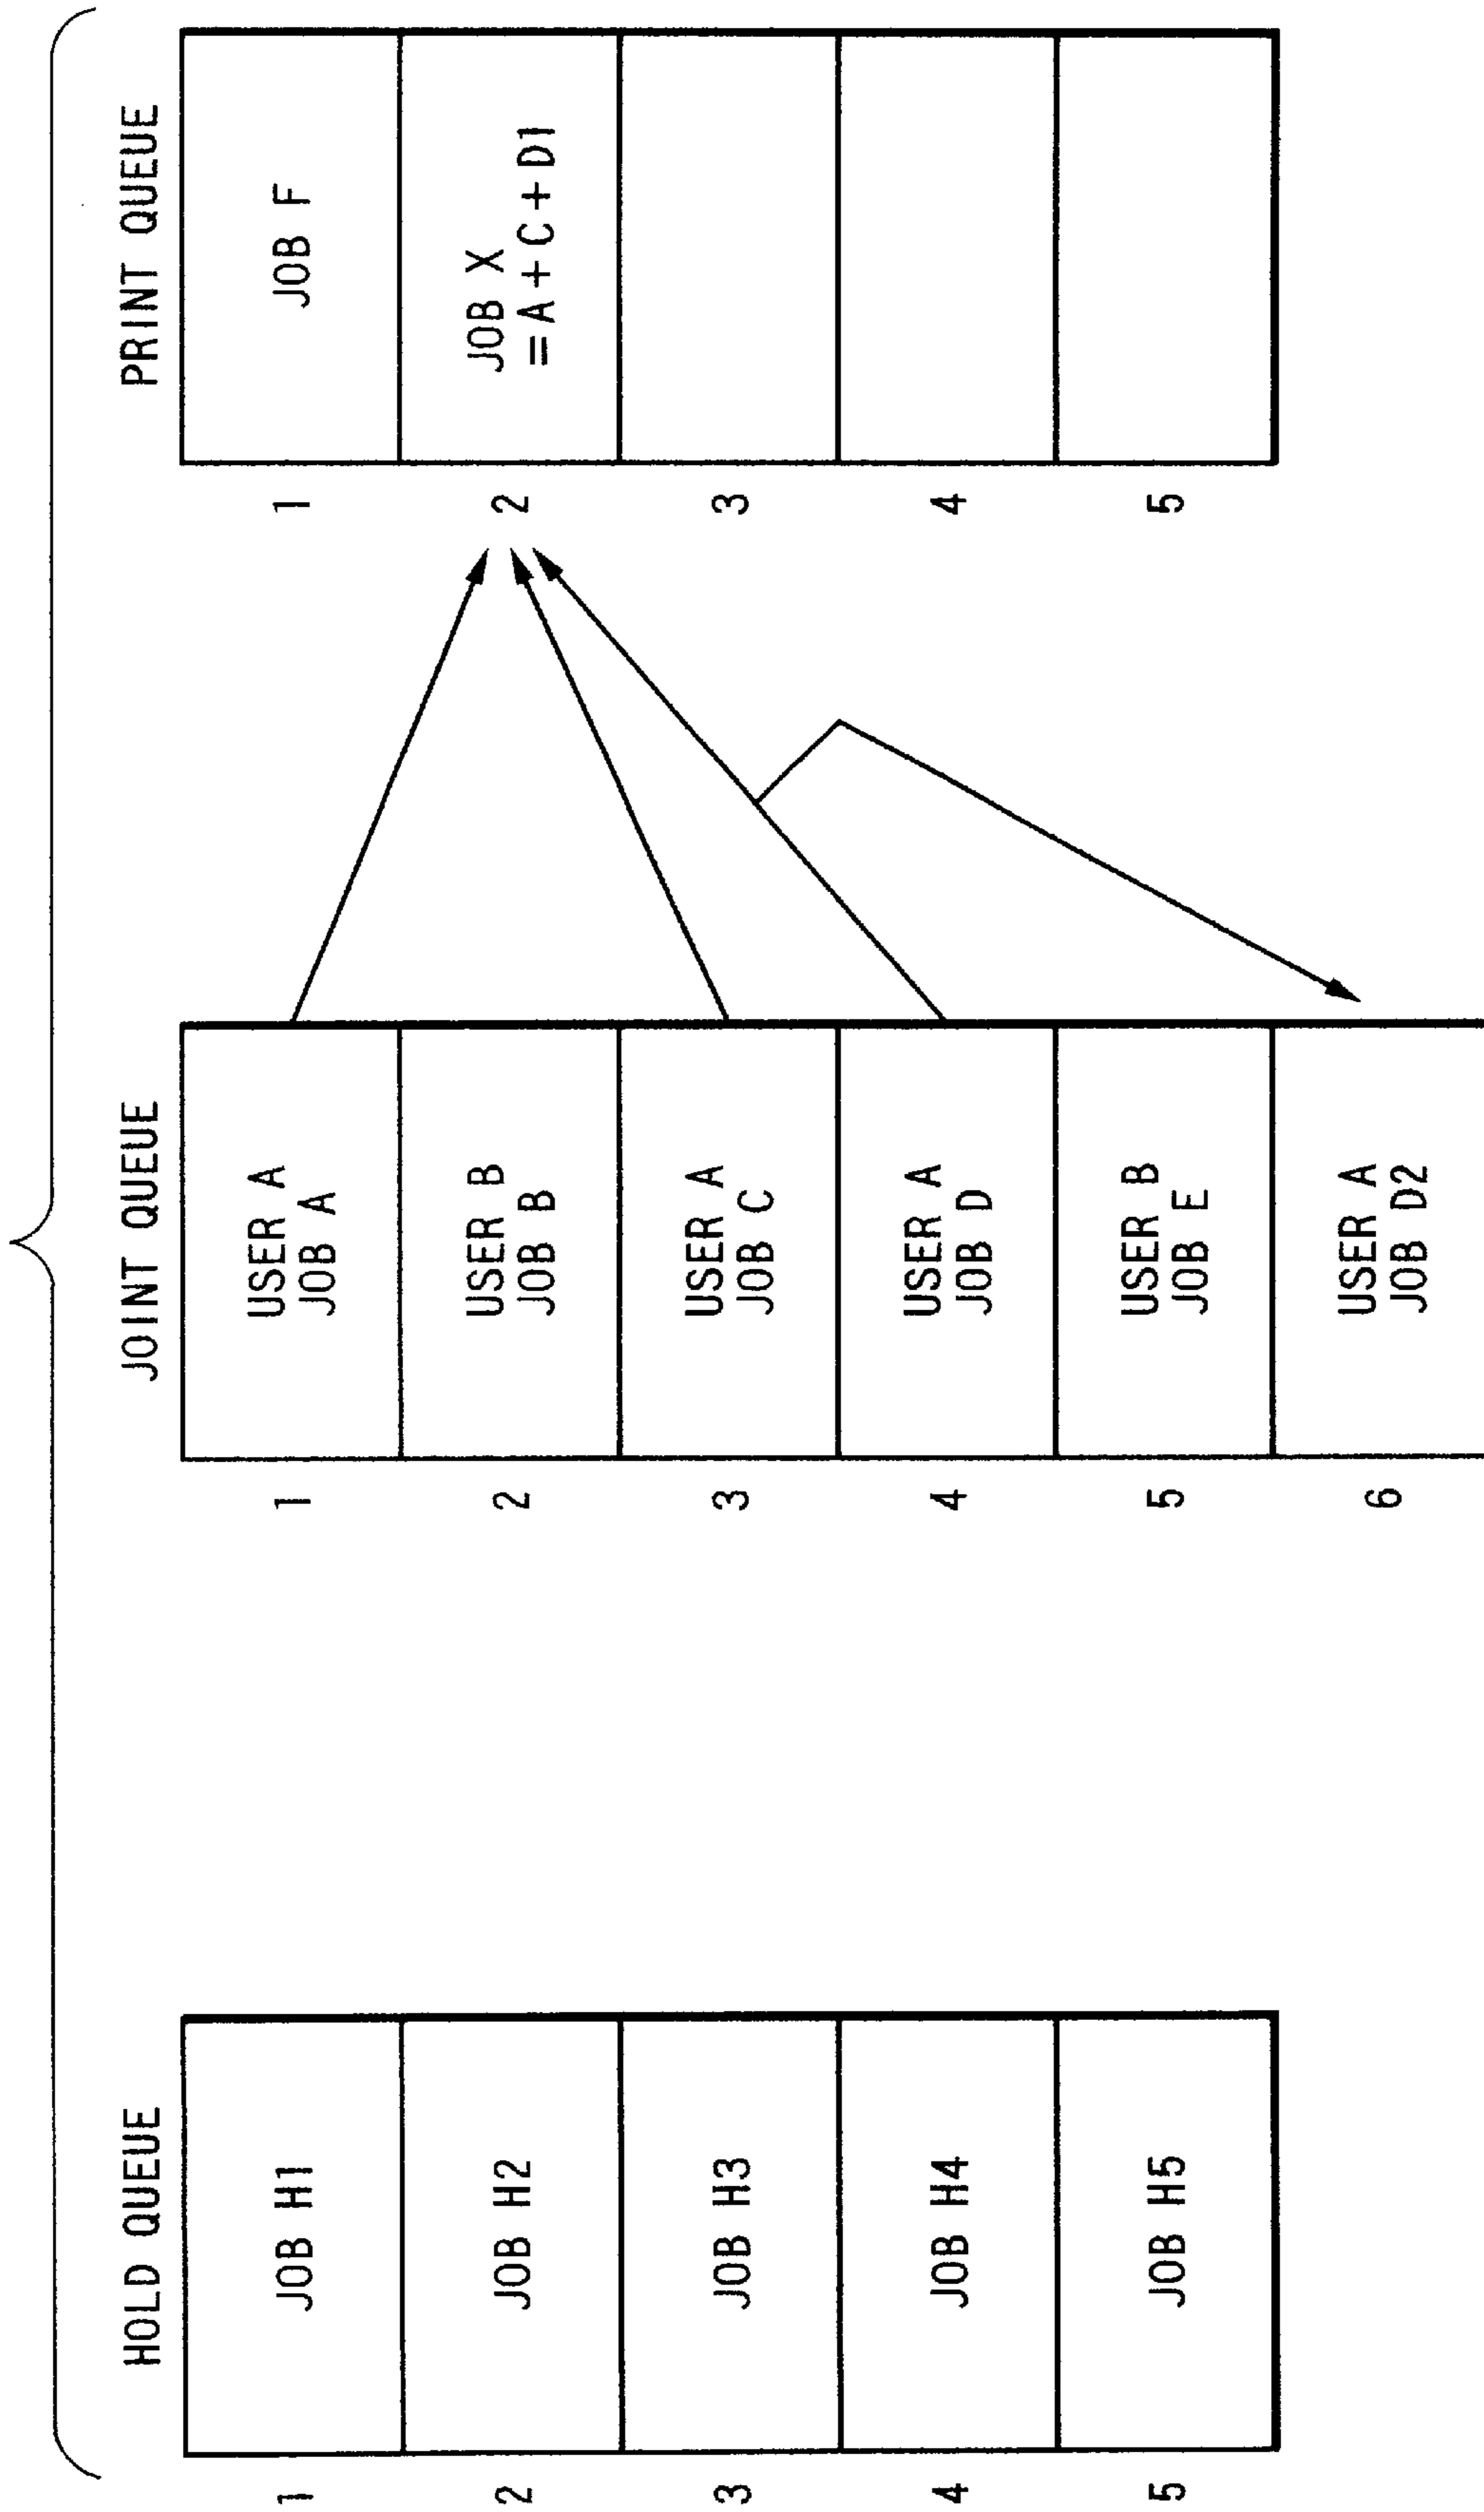 HOLD QUEUE
1
JOB H1
2
JOB H2
3
JOB H3
4
JOB H4
5
JOB H5
JOINT QUEUE
1
USER A
JOB A
2
USER B
JOB B
3
USER A
JOB C
4
USER A
JOB D
5
USER B
JOB E
6
USER A
JOB D2
PRINT QUEUE
1
JOB F
2
JOB X
=A+C+D1
3
4
5